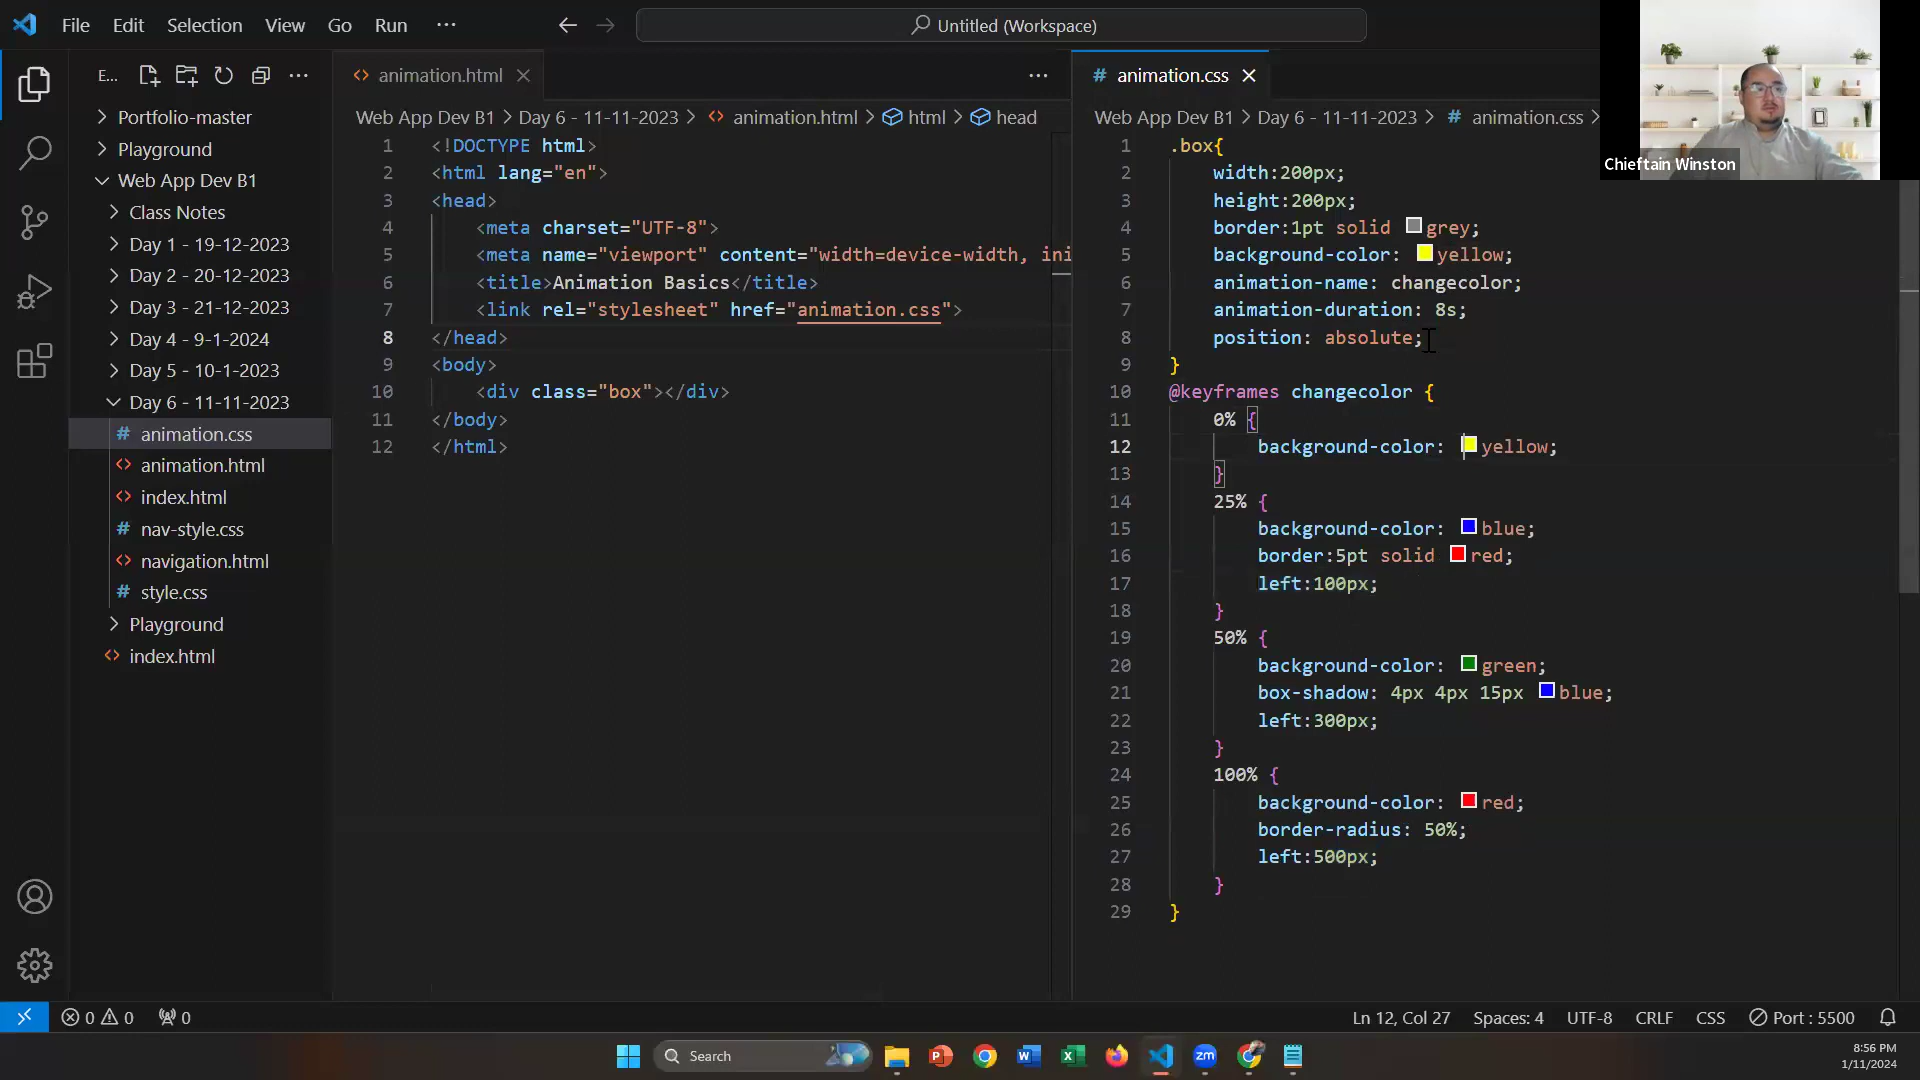 File Edit Selection View Go Run ···
Untitled (Workspace)
E... ···
Portfolio-master
Playground
Web App Dev B1
Class Notes
Day 1 - 19-12-2023
Day 2 - 20-12-2023
Day 3 - 21-12-2023
Day 4 - 9-1-2024
Day 5 - 10-1-2023
Day 6 - 11-11-2023
# animation.css
<> animation.html
<> index.html
# nav-style.css
<> navigation.html
# style.css
Playground
<> index.html
<> animation.html ···
Web App Dev B1 > Day 6 - 11-11-2023 > <> animation.html > html > head
1 <!DOCTYPE html>
2 <html lang="en">
3 <head>
4 <meta charset="UTF-8">
5 <meta name="viewport" content="width=device-width, ini
6 <title>Animation Basics</title>
7 <link rel="stylesheet" href="animation.css">
8 </head>
9 <body>
10 <div class="box"></div>
11 </body>
12 </html>
# animation.css
Web App Dev B1 > Day 6 - 11-11-2023 > # animation.css >
1 .box{
2 width:200px;
3 height:200px;
4 border:1pt solid grey;
5 background-color: yellow;
6 animation-name: changecolor;
7 animation-duration: 8s;
8 position: absolute;
9 }
10 @keyframes changecolor {
11 0% {
12 background-color: yellow;
13 }
14 25% {
15 background-color: blue;
16 border:5pt solid red;
17 left:100px;
18 }
19 50% {
20 background-color: green;
21 box-shadow: 4px 4px 15px blue;
22 left:300px;
23 }
24 100% {
25 background-color: red;
26 border-radius: 50%;
27 left:500px;
28 }
29 }
Chieftain Winston
0 0 0
Ln 12, Col 27 Spaces: 4 UTF-8 CRLF CSS Port : 5500
Search
8:56 PM
1/11/2024